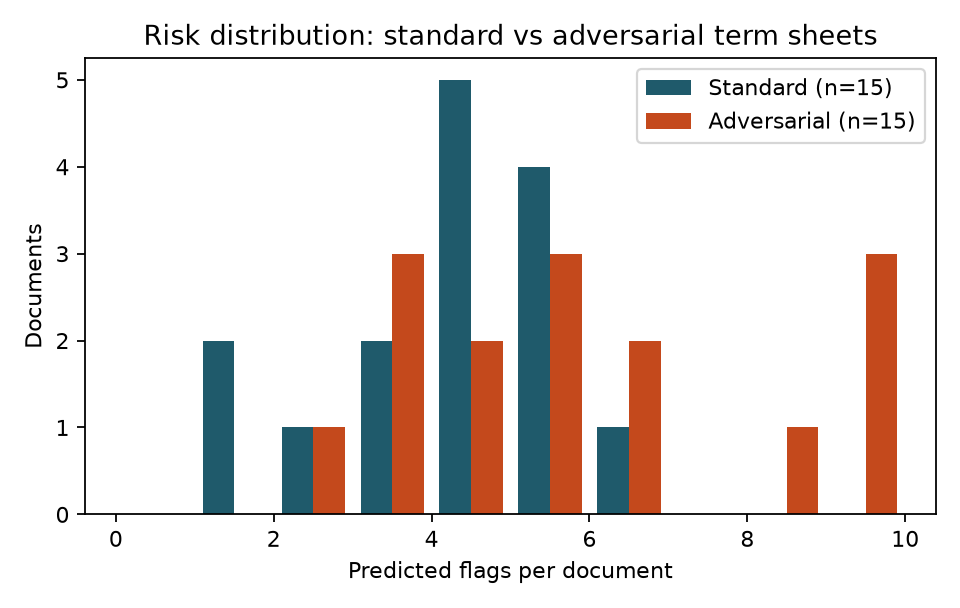 Risk distribution: standard vs adversarial term sheets
Standard (n=15)
Adversarial (n=15)
Documents
5
4
3
2
1
0
0 2 4 6 8 10
Predicted flags per document